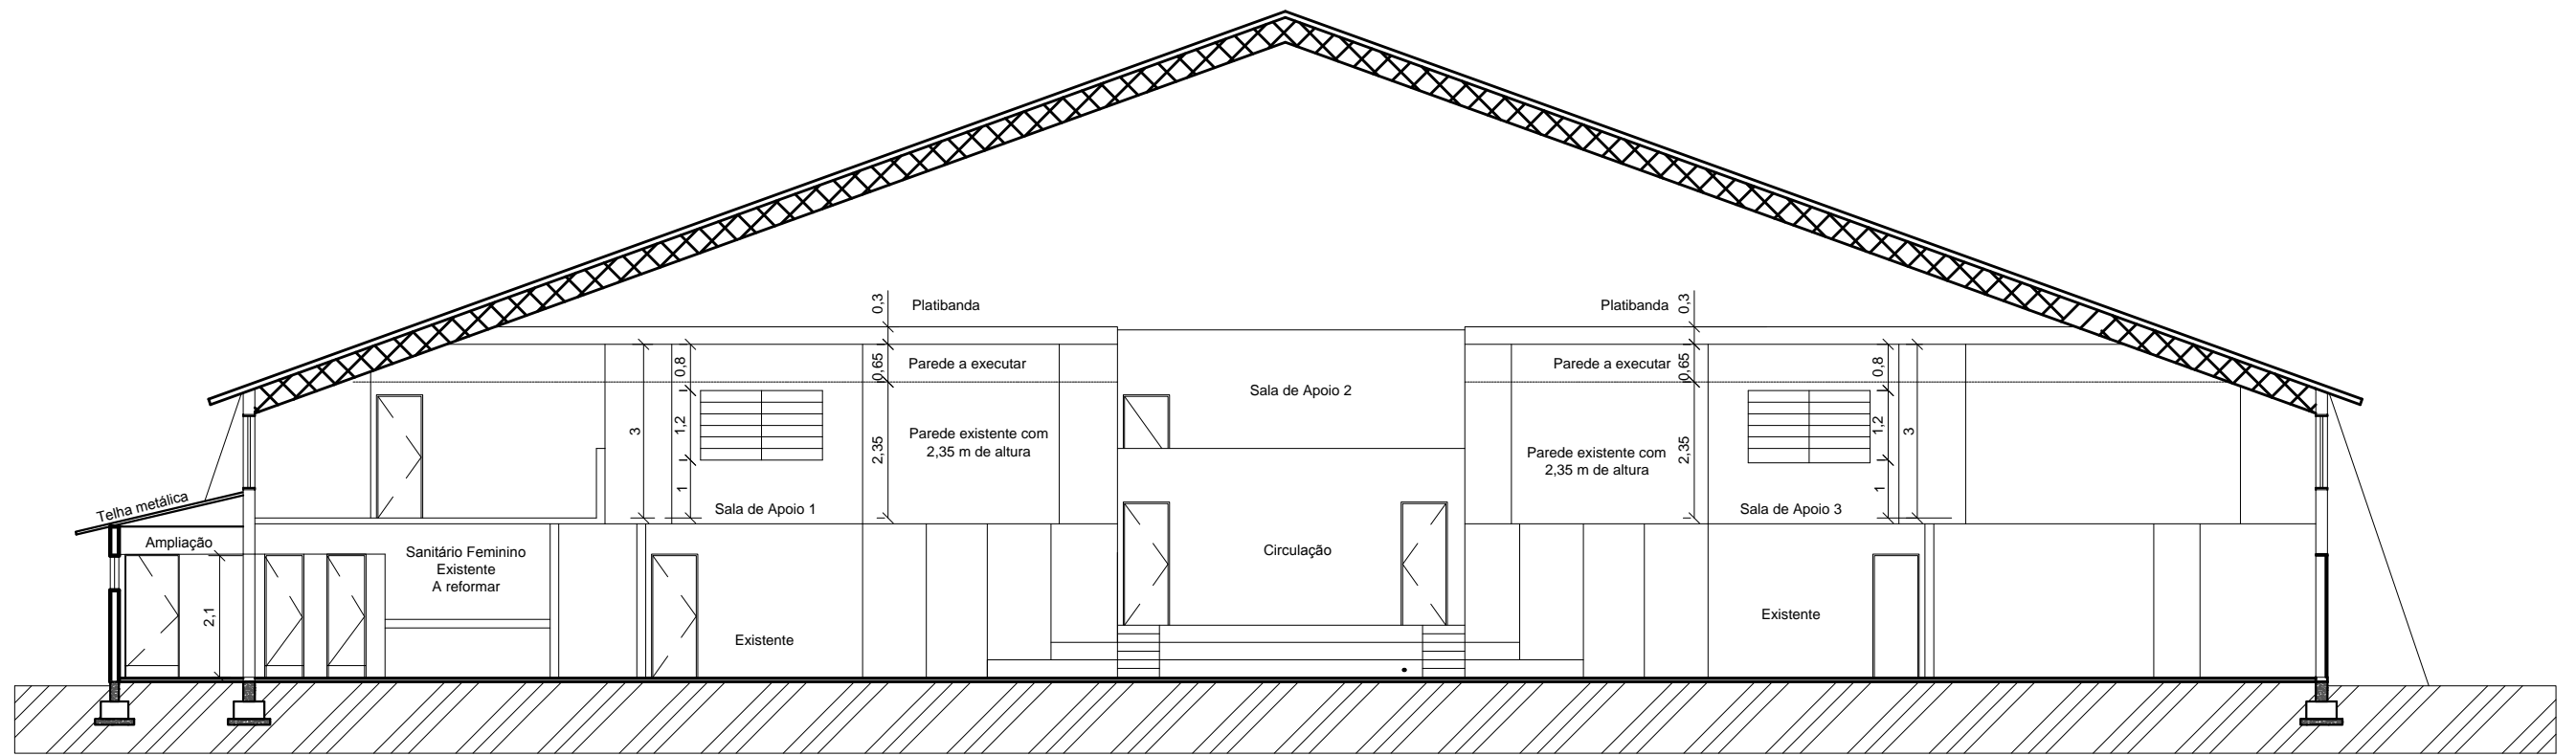 0,3
Platibanda
Platibanda
0,3
0,8
0,65
Parede a executar
Parede a executar
0,65
0,8
Sala de Apoio 2
3
1,2
2,35
Parede existente com
2,35 m de altura
Parede existente com
2,35 m de altura
2,35
1,2
3
1
Sala de Apoio 1
Sala de Apoio 3
1
Telha metálica
Ampliação
Sanitário Feminino
Existente
A reformar
Circulação
2,1
Existente
Existente